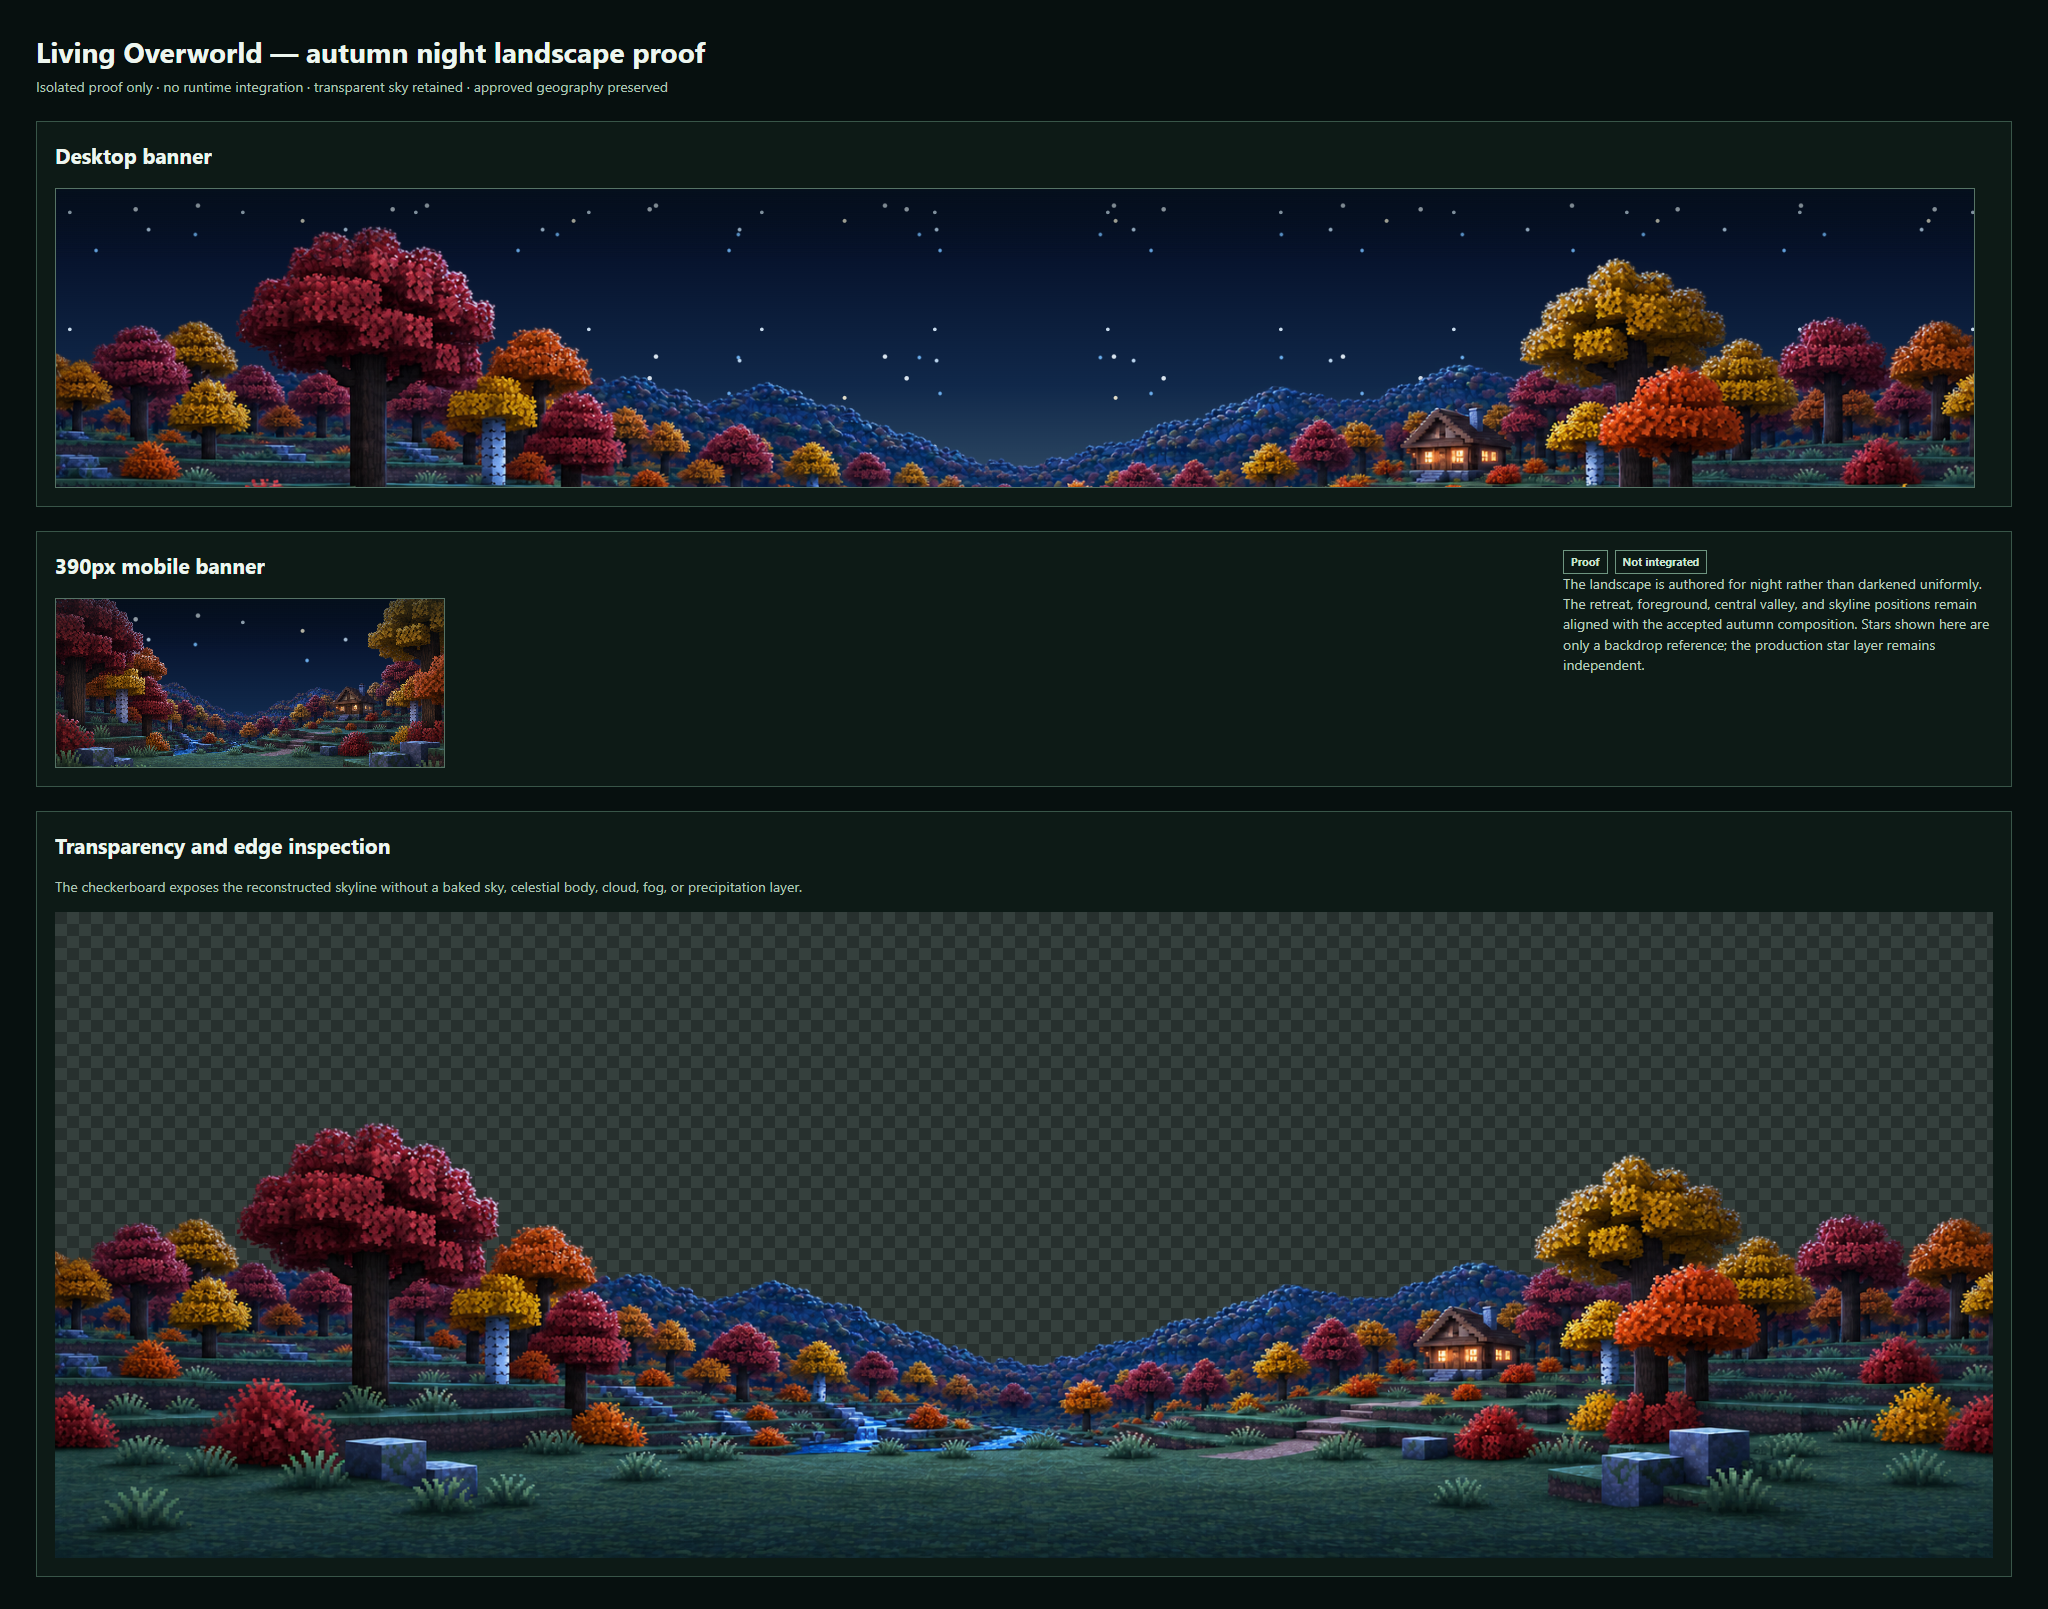 Living Overworld — autumn night landscape proof
Isolated proof only · no runtime integration · transparent sky retained · approved geography preserved
Desktop banner
390px mobile banner
Proof
Not integrated
The landscape is authored for night rather than darkened uniformly.
The retreat, foreground, central valley, and skyline positions remain
aligned with the accepted autumn composition. Stars shown here are
only a backdrop reference; the production star layer remains
independent.
Transparency and edge inspection
The checkerboard exposes the reconstructed skyline without a baked sky, celestial body, cloud, fog, or precipitation layer.